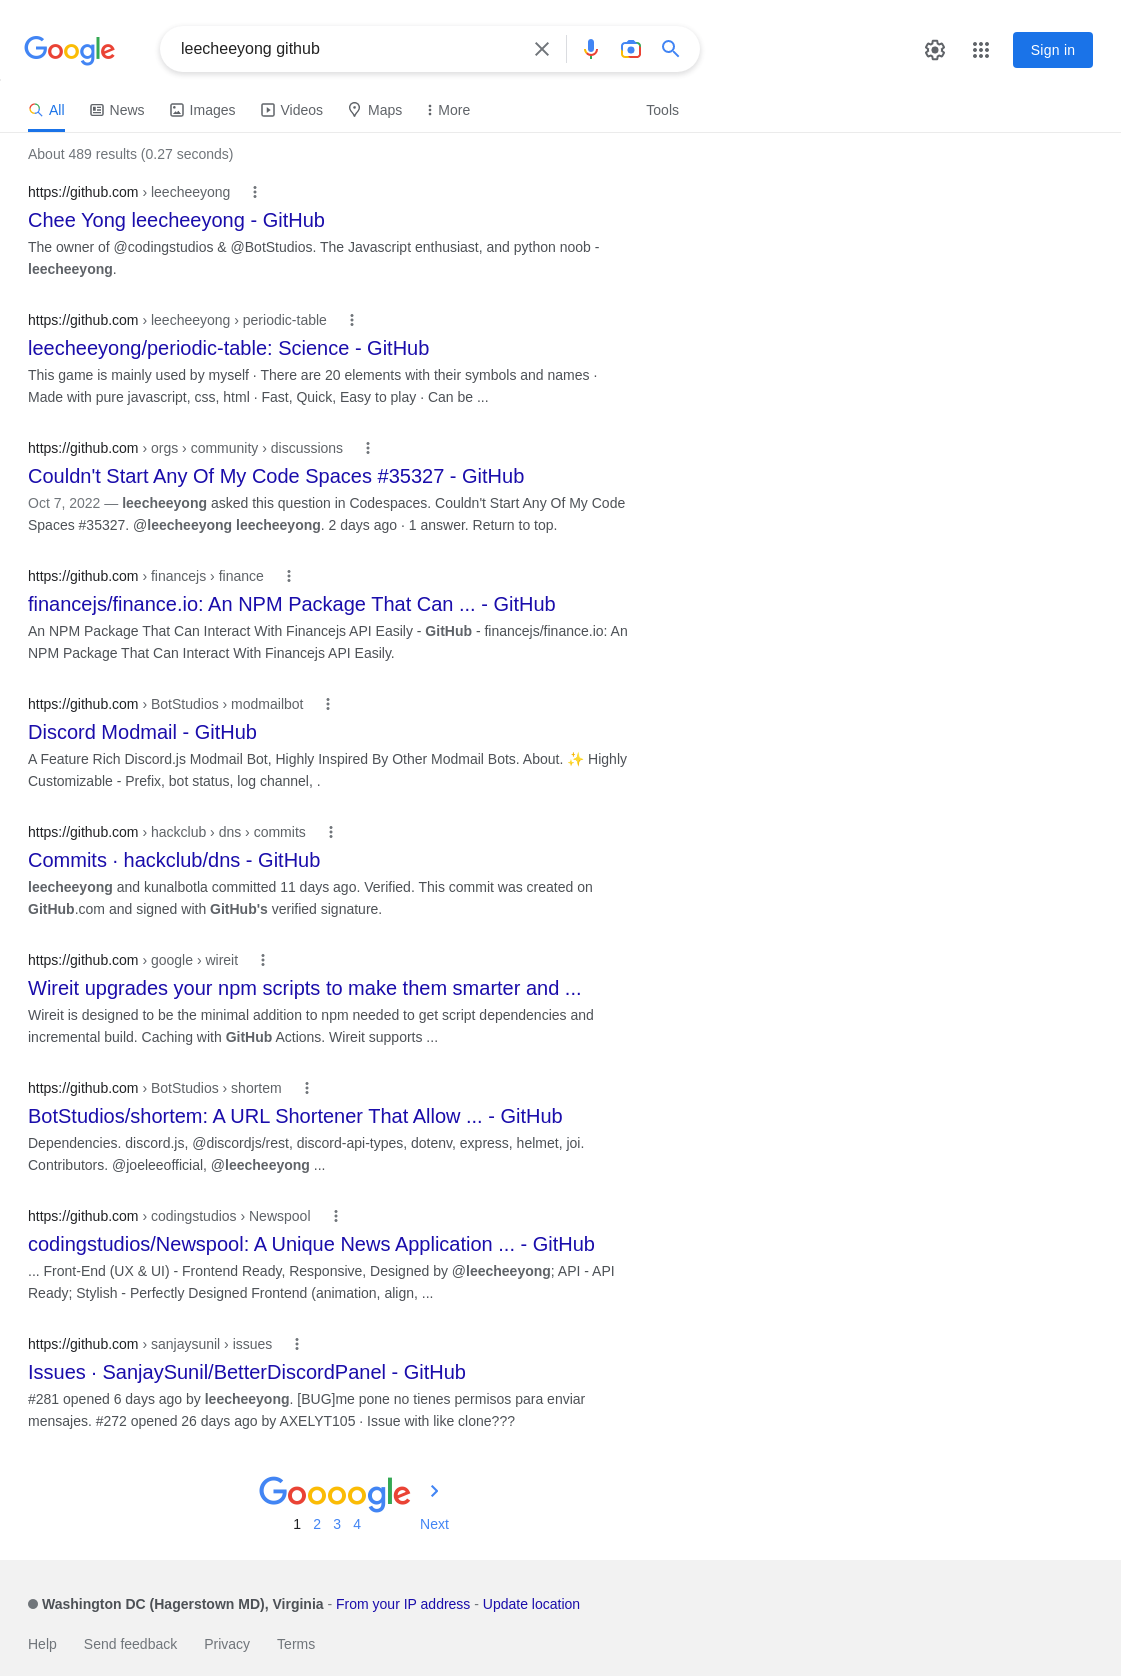 Google
leecheeyong github
Sign in
All News Images Videos Maps More Tools
About 489 results (0.27 seconds)
https://github.com › leecheeyong
Chee Yong leecheeyong - GitHub
The owner of @codingstudios & @BotStudios. The Javascript enthusiast, and python noob -
leecheeyong.
https://github.com › leecheeyong › periodic-table
leecheeyong/periodic-table: Science - GitHub
This game is mainly used by myself · There are 20 elements with their symbols and names ·
Made with pure javascript, css, html · Fast, Quick, Easy to play · Can be ...
https://github.com › orgs › community › discussions
Couldn't Start Any Of My Code Spaces #35327 - GitHub
Oct 7, 2022 — leecheeyong asked this question in Codespaces. Couldn't Start Any Of My Code
Spaces #35327. @leecheeyong leecheeyong. 2 days ago · 1 answer. Return to top.
https://github.com › financejs › finance
financejs/finance.io: An NPM Package That Can ... - GitHub
An NPM Package That Can Interact With Financejs API Easily - GitHub - financejs/finance.io: An
NPM Package That Can Interact With Financejs API Easily.
https://github.com › BotStudios › modmailbot
Discord Modmail - GitHub
A Feature Rich Discord.js Modmail Bot, Highly Inspired By Other Modmail Bots. About. ✨ Highly
Customizable - Prefix, bot status, log channel, .
https://github.com › hackclub › dns › commits
Commits · hackclub/dns - GitHub
leecheeyong and kunalbotla committed 11 days ago. Verified. This commit was created on
GitHub.com and signed with GitHub's verified signature.
https://github.com › google › wireit
Wireit upgrades your npm scripts to make them smarter and ...
Wireit is designed to be the minimal addition to npm needed to get script dependencies and
incremental build. Caching with GitHub Actions. Wireit supports ...
https://github.com › BotStudios › shortem
BotStudios/shortem: A URL Shortener That Allow ... - GitHub
Dependencies. discord.js, @discordjs/rest, discord-api-types, dotenv, express, helmet, joi.
Contributors. @joeleeofficial, @leecheeyong ...
https://github.com › codingstudios › Newspool
codingstudios/Newspool: A Unique News Application ... - GitHub
... Front-End (UX & UI) - Frontend Ready, Responsive, Designed by @leecheeyong; API - API
Ready; Stylish - Perfectly Designed Frontend (animation, align, ...
https://github.com › sanjaysunil › issues
Issues · SanjaySunil/BetterDiscordPanel - GitHub
#281 opened 6 days ago by leecheeyong. [BUG]me pone no tienes permisos para enviar
mensajes. #272 opened 26 days ago by AXELYT105 · Issue with like clone???
Goooogle
1 2 3 4 Next
Washington DC (Hagerstown MD), Virginia - From your IP address - Update location
Help Send feedback Privacy Terms